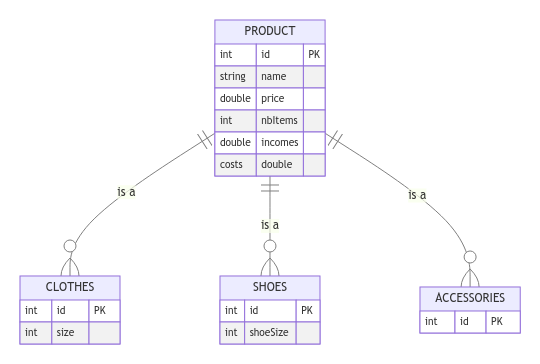 PRODUCT
int id PK
string name
double price
int nbItems
double incomes
costs double
is a
is a
is a
CLOTHES
int id PK
int size
SHOES
int id PK
int shoeSize
ACCESSORIES
int id PK